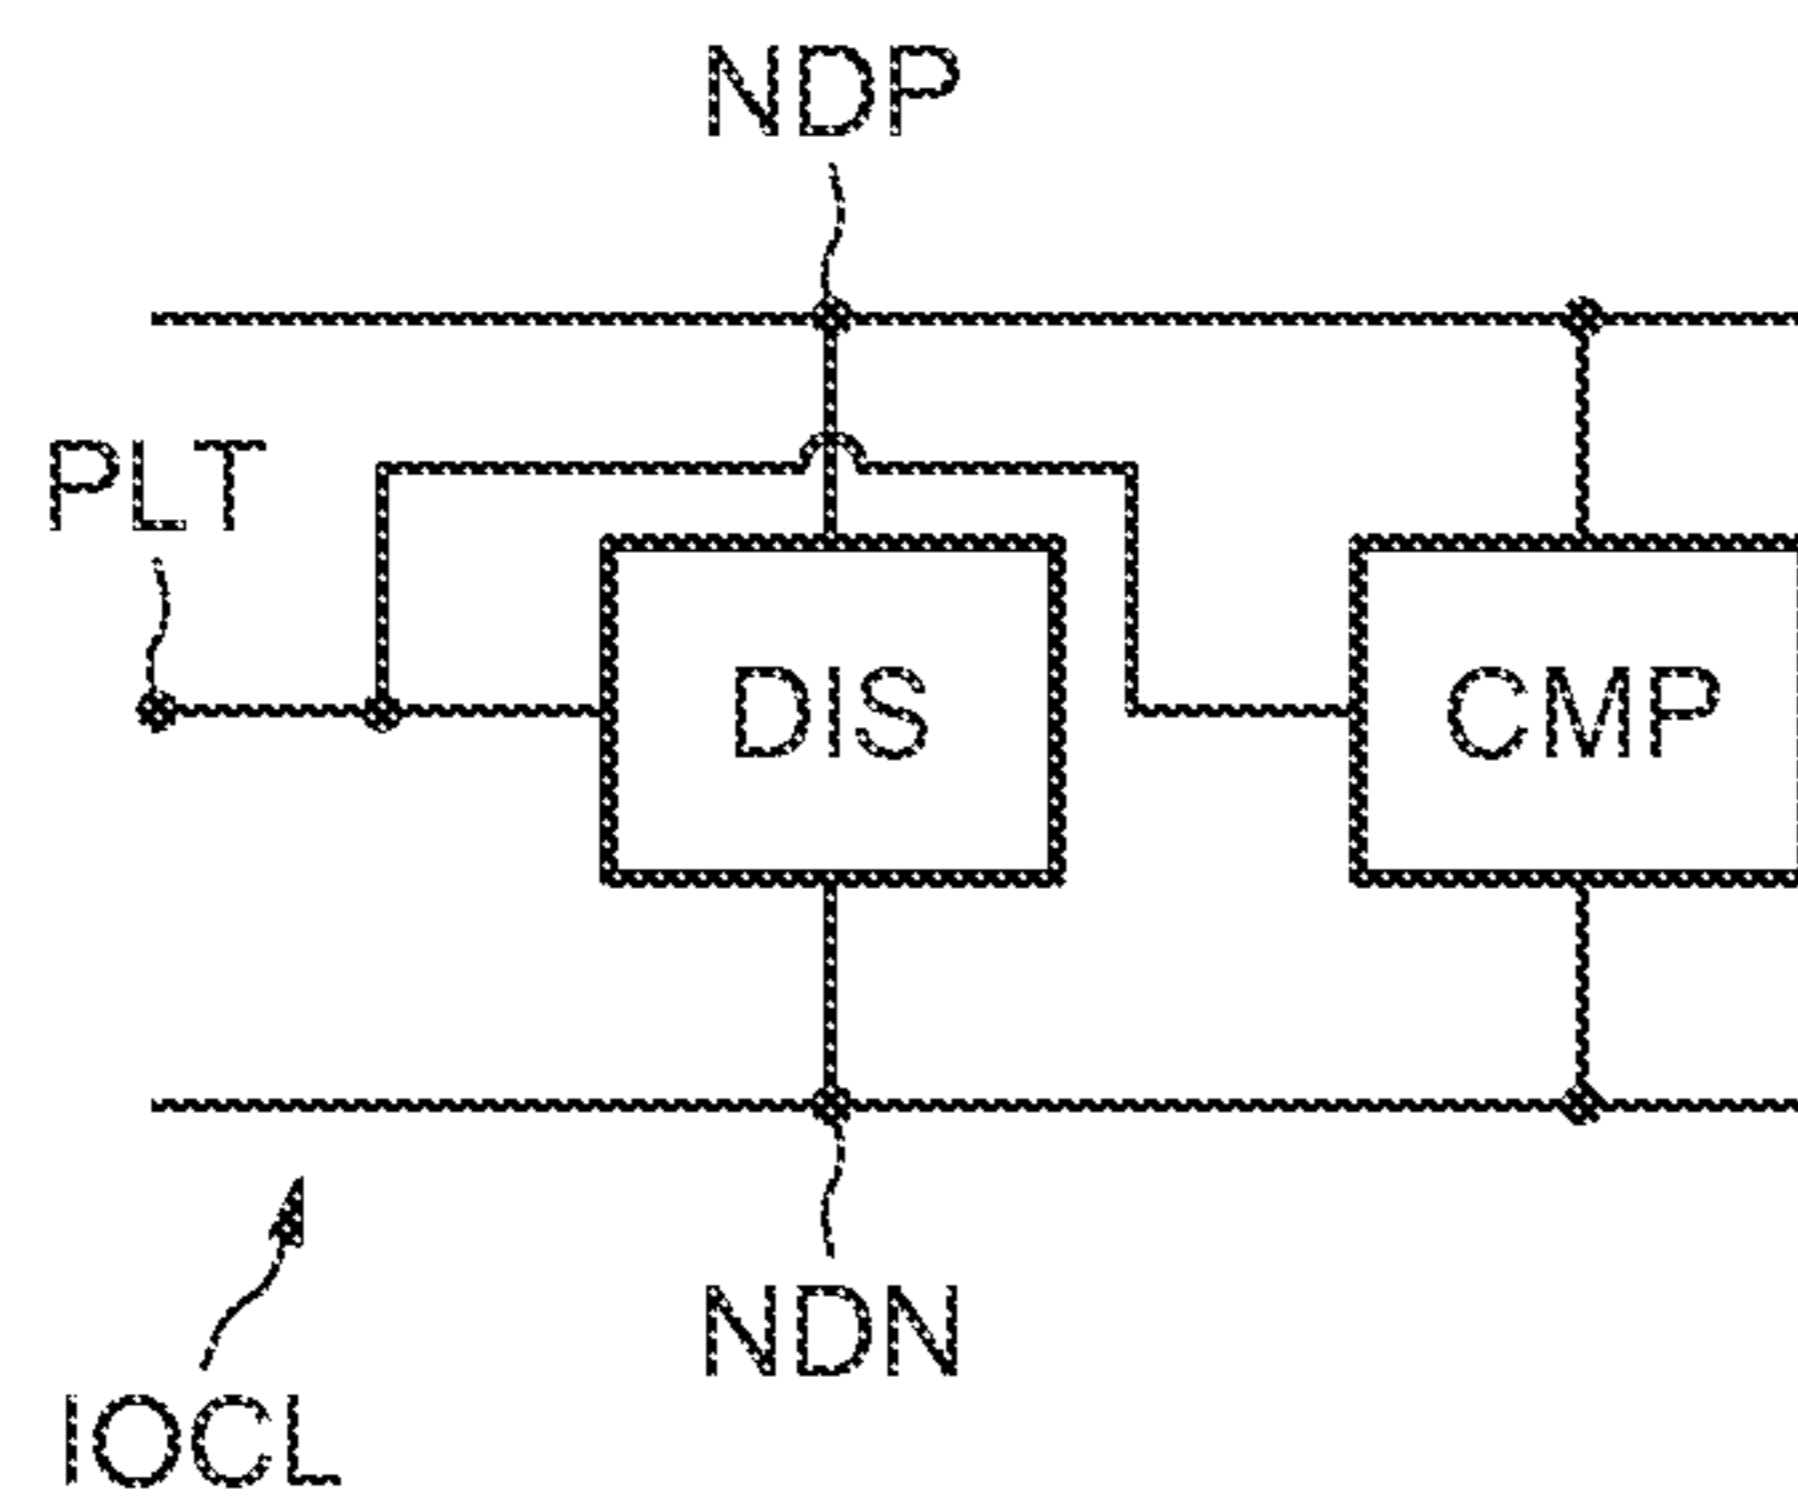 NDP
PLT
DIS
CMP
NDN
IOCL